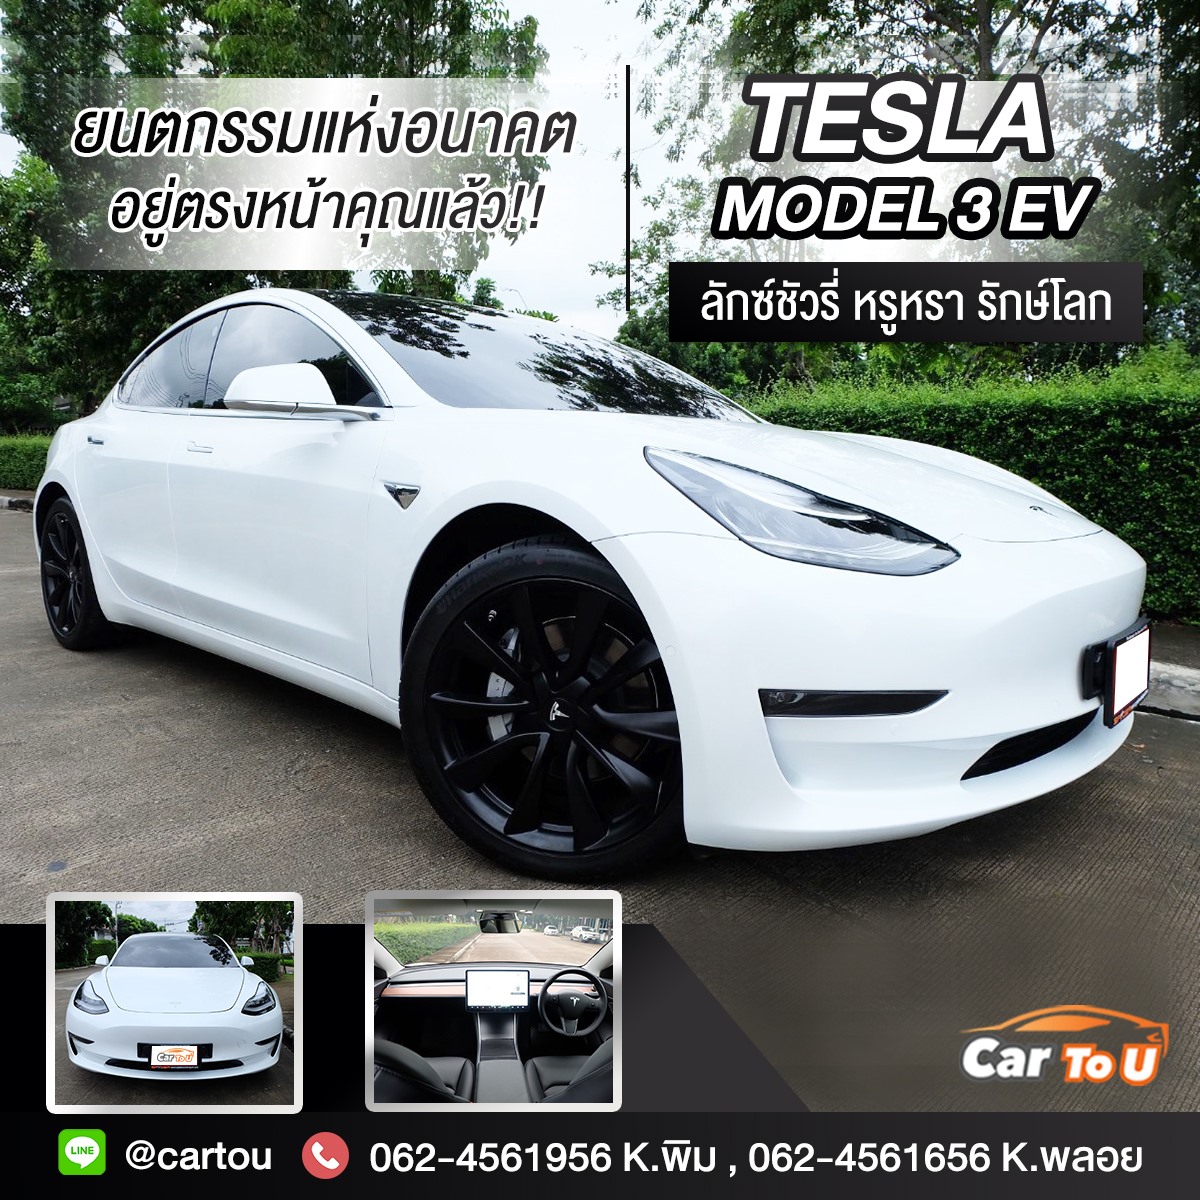 ยนตกรรมแห่งอนาคต
อยู่ตรงหน้าคุณแล้ว!!
TESLA
MODEL 3 EV
ลักซ์ชัวรี่ หรูหรา รักษ์โลก
Car To U
Car To U
LINE @cartou 062-4561956 K.พิม , 062-4561656 K.พลอย